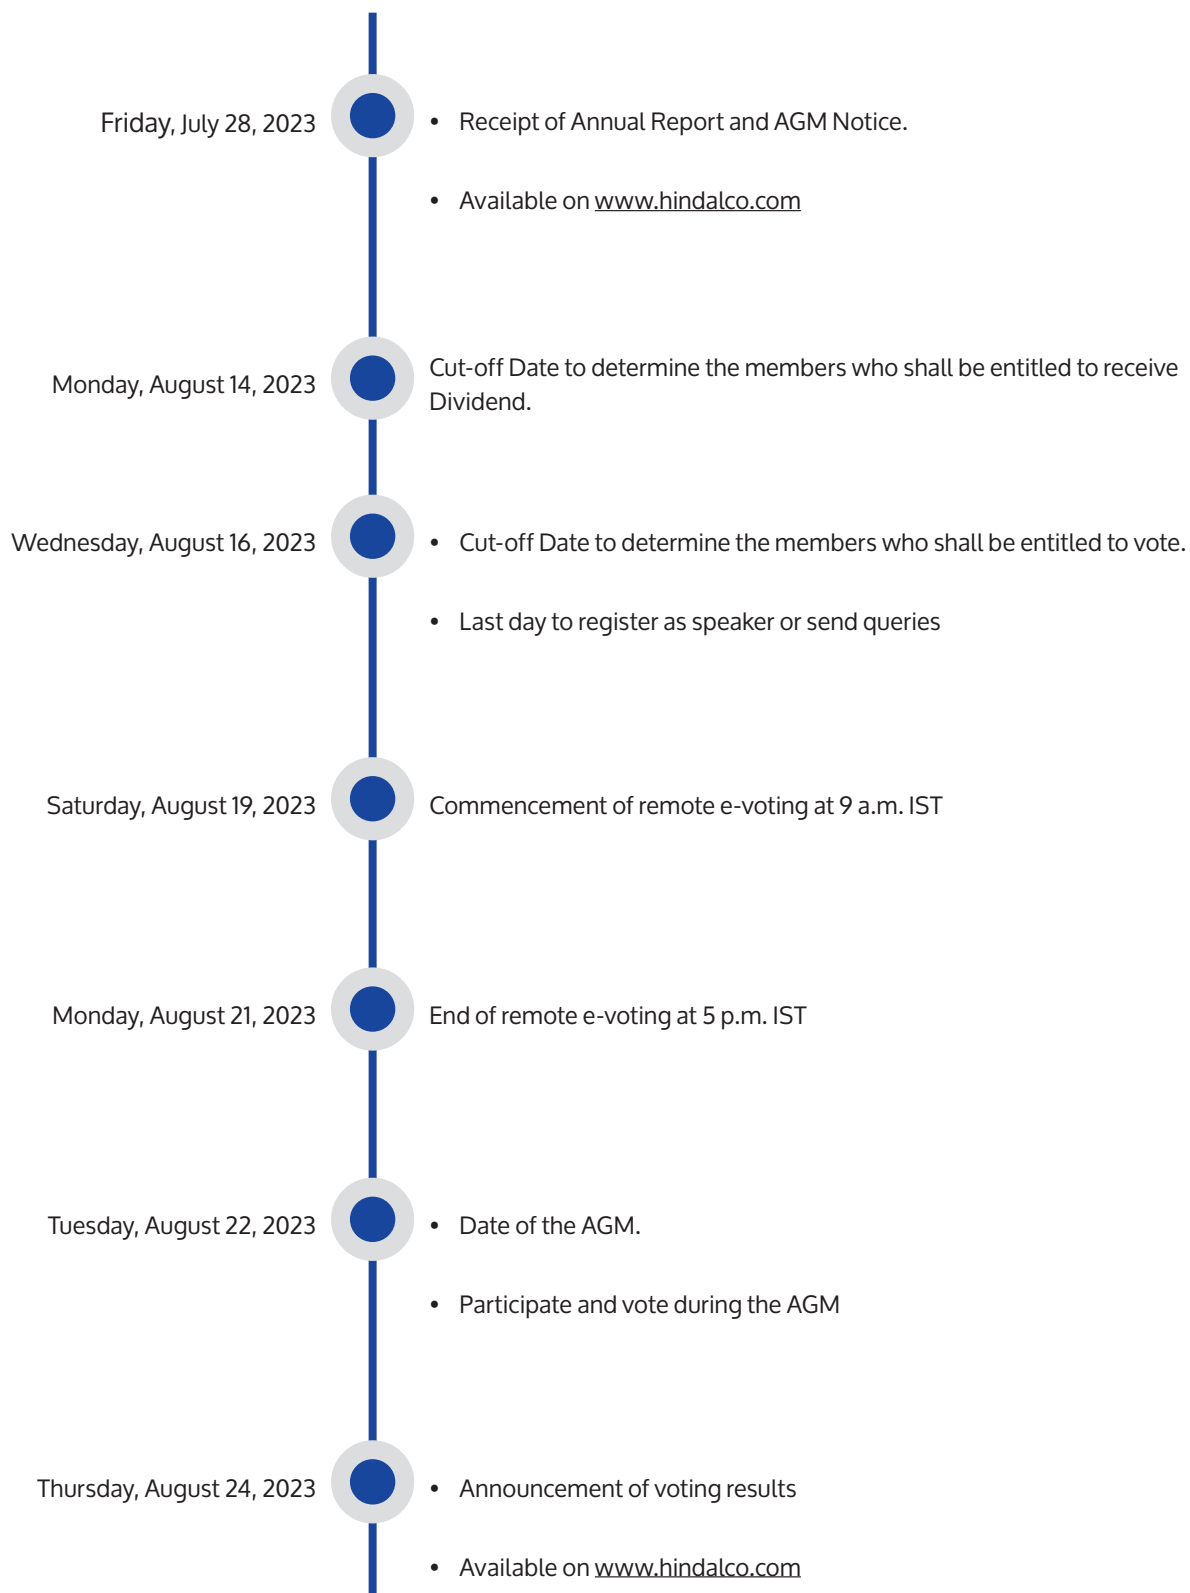 Friday, July 28, 2023
• Receipt of Annual Report and AGM Notice.
• Available on www.hindalco.com
Monday, August 14, 2023
Cut-off Date to determine the members who shall be entitled to receive
Dividend.
Wednesday, August 16, 2023
• Cut-off Date to determine the members who shall be entitled to vote.
• Last day to register as speaker or send queries
Saturday, August 19, 2023
Commencement of remote e-voting at 9 a.m. IST
Monday, August 21, 2023
End of remote e-voting at 5 p.m. IST
Tuesday, August 22, 2023
• Date of the AGM.
• Participate and vote during the AGM
Thursday, August 24, 2023
• Announcement of voting results
• Available on www.hindalco.com